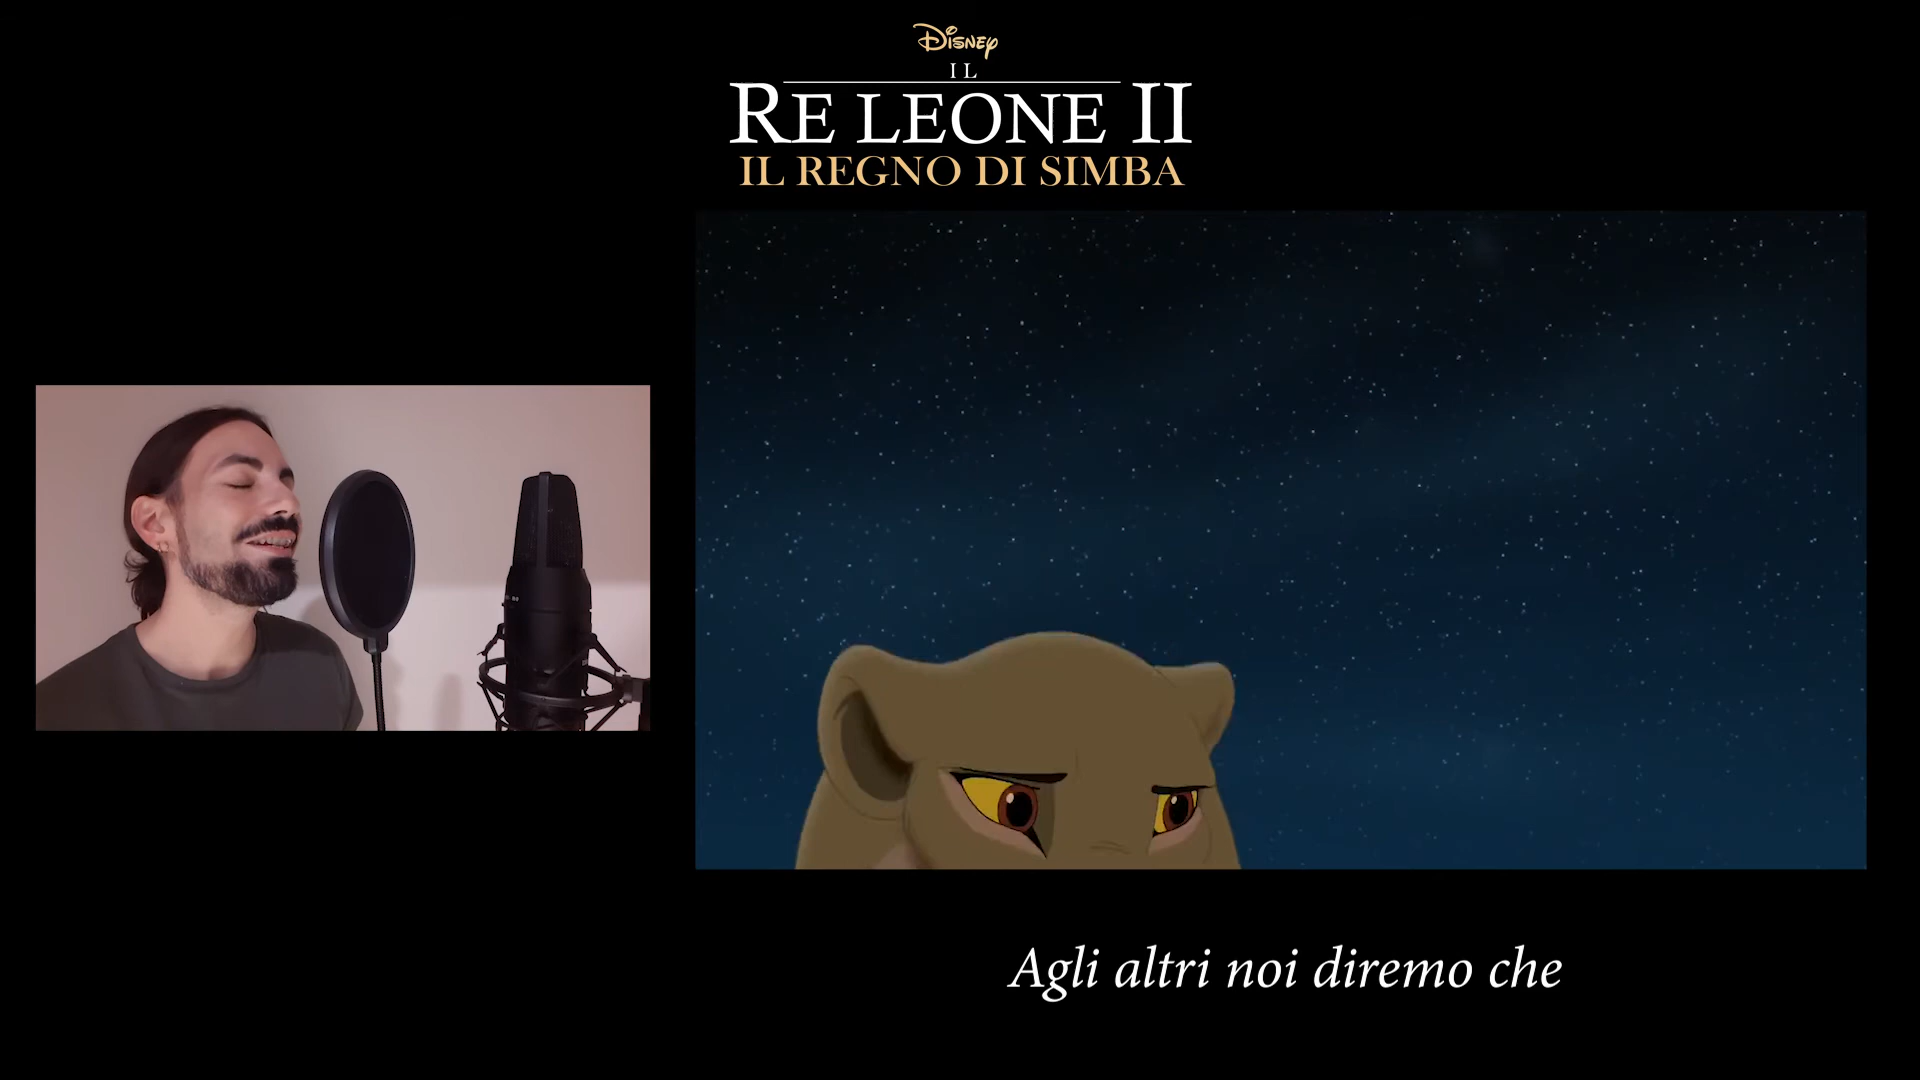 Disney
IL
RE LEONE II
IL REGNO DI SIMBA
Agli altri noi diremo che